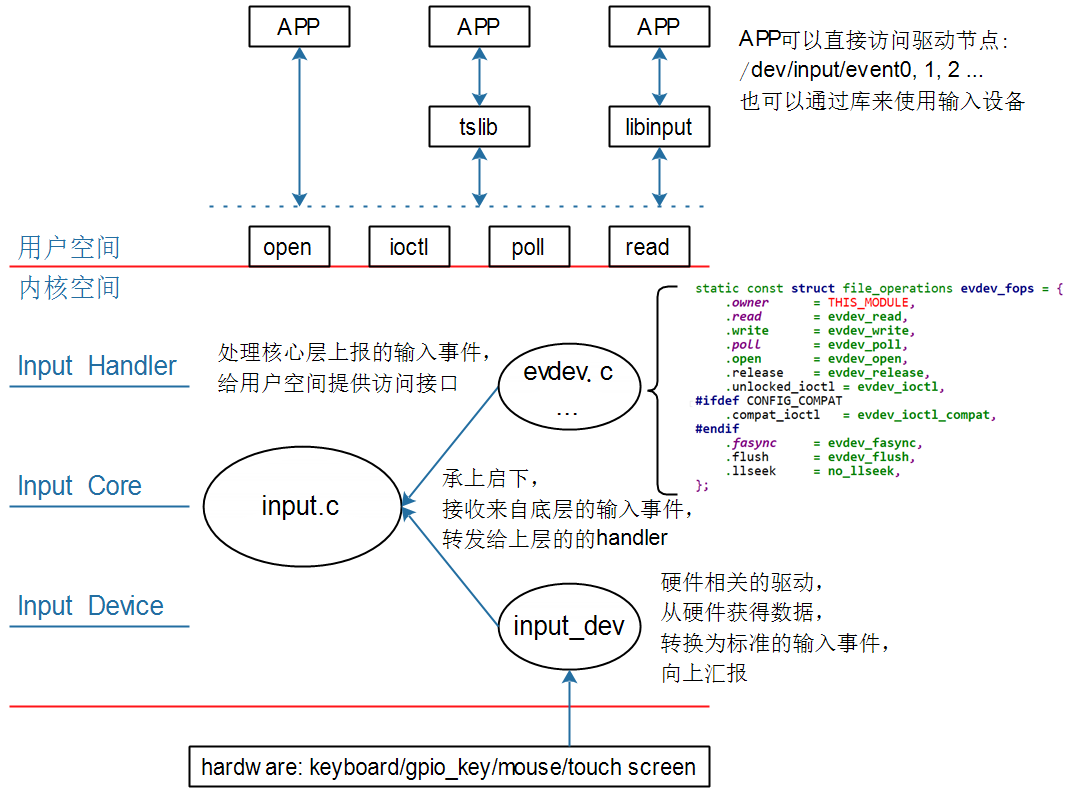 APP
APP
APP
APP可以直接访问驱动节点:
/dev/input/event0, 1, 2 ...
也可以通过库来使用输入设备
tslib
libinput
用户空间
open
ioctl
poll
read
内核空间
static const struct file_operations evdev_fops = {
.owner = THIS_MODULE,
.read = evdev_read,
.write = evdev_write,
.poll = evdev_poll,
.open = evdev_open,
.release = evdev_release,
.unlocked_ioctl = evdev_ioctl,
#ifdef CONFIG_COMPAT
.compat_ioctl = evdev_ioctl_compat,
#endif
.fasync = evdev_fasync,
.flush = evdev_flush,
.llseek = no_llseek,
};
Input Handler
处理核心层上报的输入事件，
给用户空间提供访问接口
evdev. c
...
Input Core
input.c
承上启下，
接收来自底层的输入事件，
转发给上层的的handler
Input Device
input_dev
硬件相关的驱动，
从硬件获得数据，
转换为标准的输入事件，
向上汇报
hardware: keyboard/gpio_key/mouse/touch screen